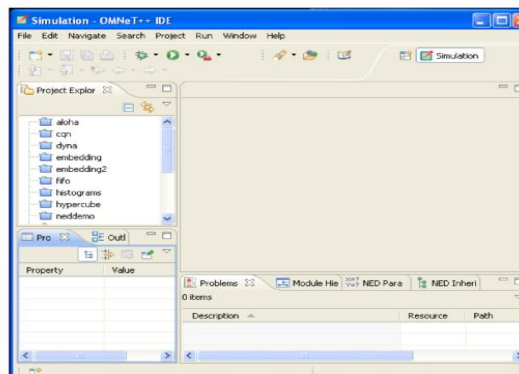 Simulation - OMNeT++ IDE
File Edit Navigate Search Project Run Window Help
Simulation
Project Explor
aloha
cqn
dyna
embedding
embedding2
fifo
histograms
hypercube
neddemo
Pro Outl
Property Value
Problems Module Hie NED Para NED Inheri
0 items
Description Resource Path